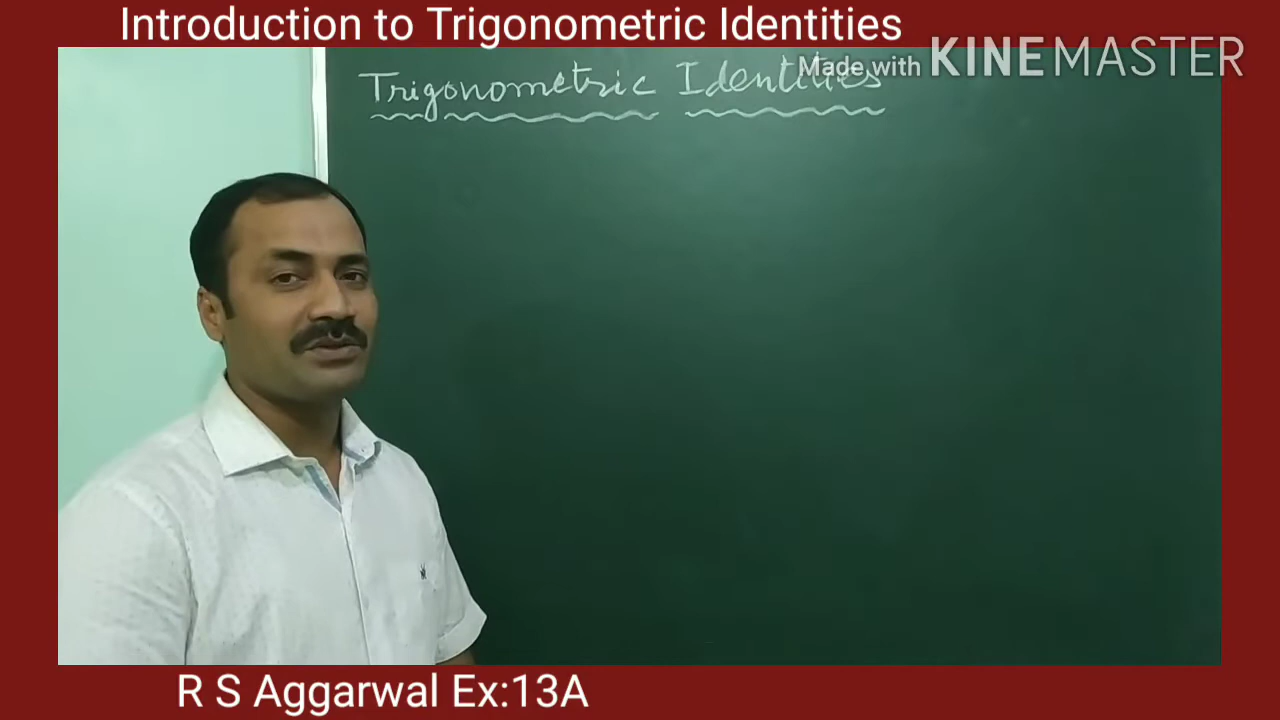 Introduction to Trigonometric Identities
Made with KINEMASTER
Trigonometric Identities
R S Aggarwal Ex:13A